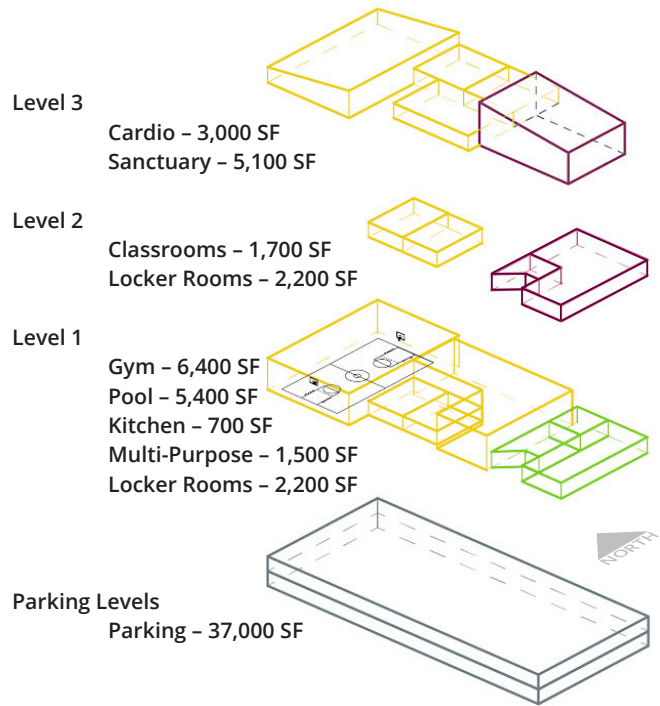 Level 3
Cardio – 3,000 SF
Sanctuary – 5,100 SF
Level 2
Classrooms – 1,700 SF
Locker Rooms – 2,200 SF
Level 1
Gym – 6,400 SF
Pool – 5,400 SF
Kitchen – 700 SF
Multi-Purpose – 1,500 SF
Locker Rooms – 2,200 SF
NORTH
Parking Levels
Parking – 37,000 SF